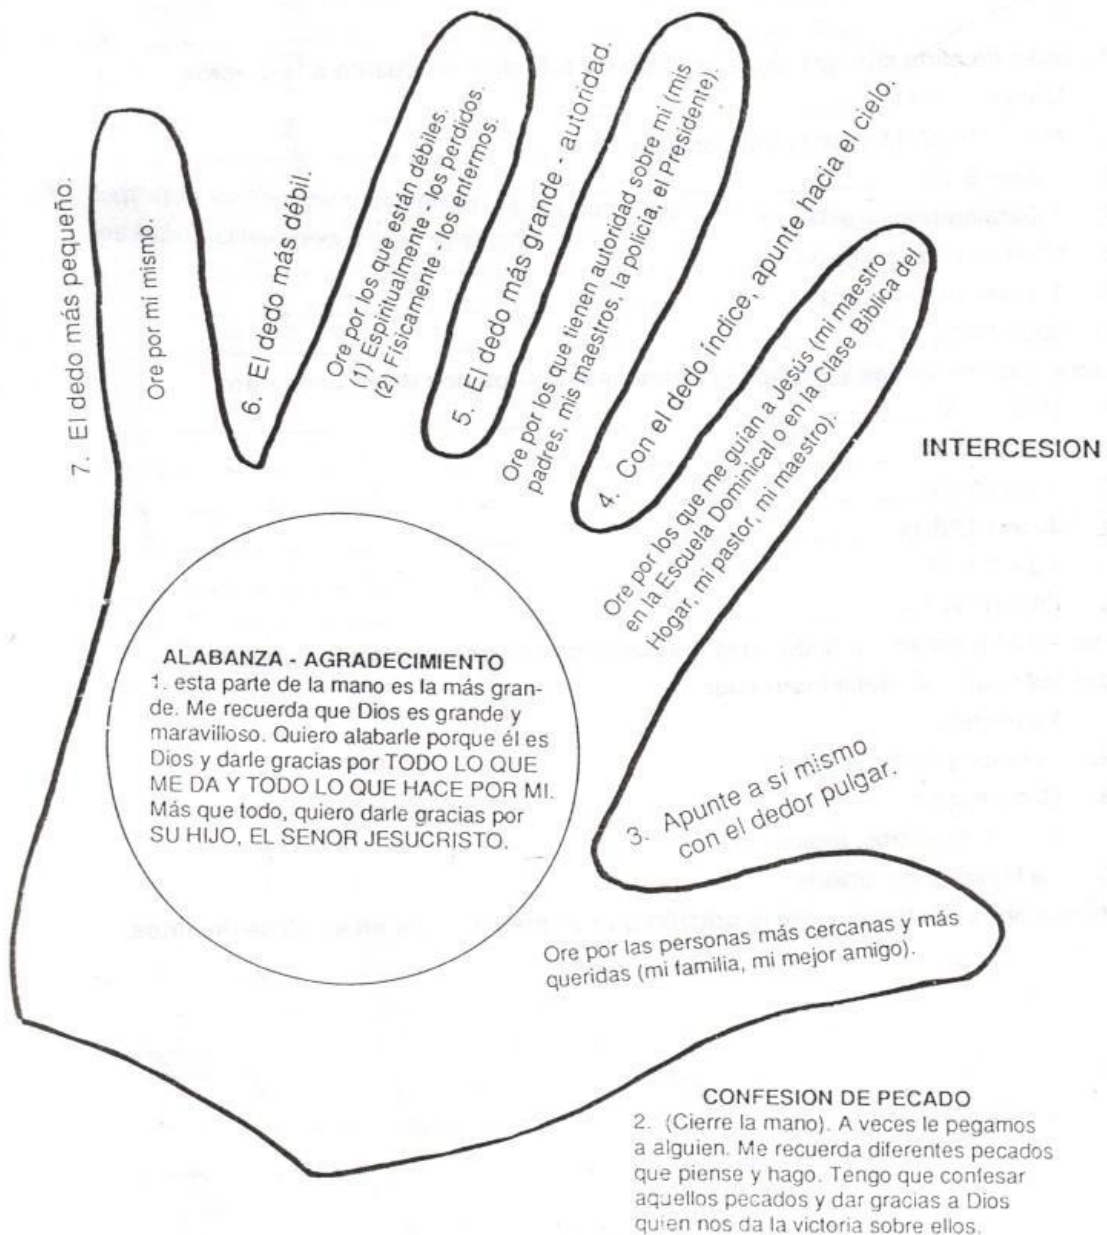 ALABANZA - AGRADECIMIENTO
1. esta parte de la mano es la más gran-
de. Me recuerda que Dios es grande y
maravilloso. Quiero alabarle porque él es
Dios y darle gracias por TODO LO QUE
ME DA Y TODO LO QUE HACE POR MI.
Más que todo, quiero darle gracias por
SU HIJO, EL SENOR JESUCRISTO.
CONFESION DE PECADO
2. (Cierre la mano). A veces le pegamos
a alguien. Me recuerda diferentes pecados
que piense y hago. Tengo que confesar
aquellos pecados y dar gracias a Dios
quien nos da la victoria sobre ellos.
INTERCESION
3. Apunte a sí mismo
con el dedor pulgar.
Ore por las personas más cercanas y más
queridas (mi familia, mi mejor amigo).
4. Con el dedo índice, apunte hacia el cielo.
Ore por los que me guían a Jesús (mi maestro
en la Escuela Dominical o en la Clase Bíblica del
Hogar, mi pastor, mi maestro).
5. El dedo más grande - autoridad.
Ore por los que tienen autoridad sobre mí (mis
padres, mis maestros, la policía, el Presidente).
6. El dedo más débil.
Ore por los que están débiles.
(1) Espiritualmente - los perdidos.
(2) Físicamente - los enfermos.
7. El dedo más pequeño.
Ore por mí mismo.